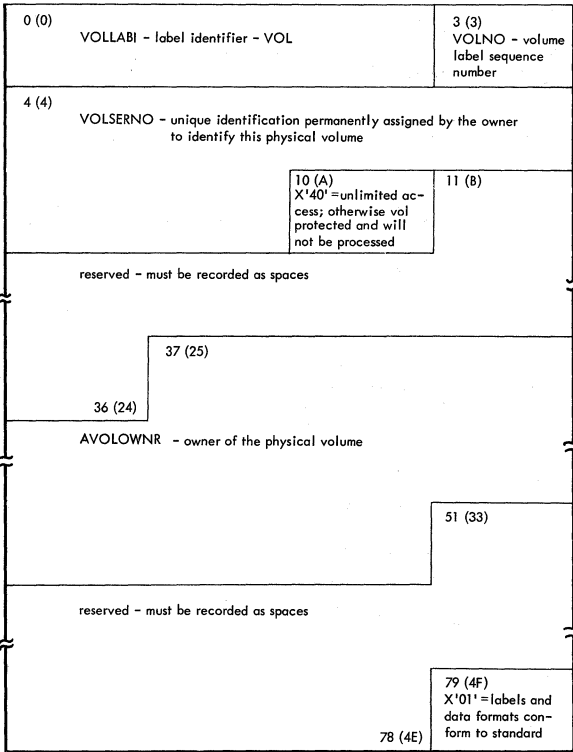 0 (0)
VOLLABI - label identifier - VOL
3 (3)
VOLNO - volume
label sequence
number
4 (4)
VOLSERNO - unique identification permanently assigned by the owner
to identify this physical volume
10 (A)
X'40' =unlimited ac-
cess; otherwise vol
protected and will
not be processed
11 (B)
reserved - must be recorded as spaces
37 (25)
36 (24)
AVOLOWNR - owner of the physical volume
51 (33)
reserved - must be recorded as spaces
79 (4F)
X'01' =labels and
data formats con-
form to standard
78 (4E)